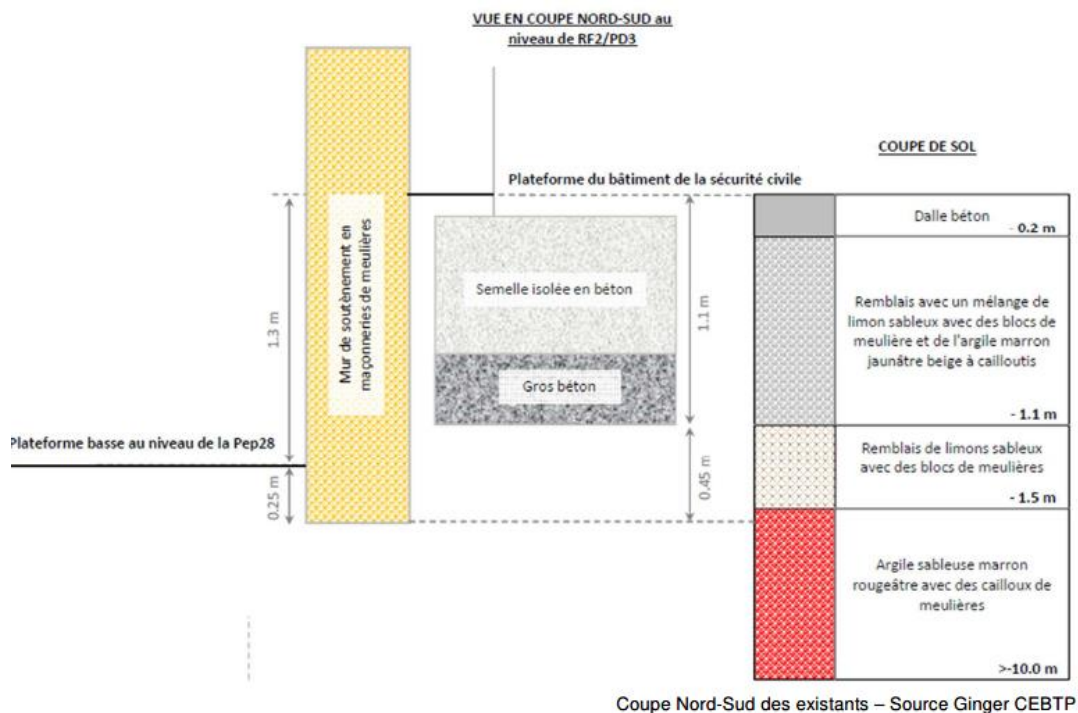 VUE EN COUPE NORD-SUD au
niveau de RF2/PD3
COUPE DE SOL
Plateforme du bâtiment de la sécurité civile
Dalle béton
- 0.2 m
Mur de soutènement en
maçonneries de meulières
1.3 m
Semelle isolée en béton
1.1 m
Remblais avec un mélange de
limon sableux avec des blocs de
meulière et de l'argile marron
jaunâtre beige à cailloutis
Gros béton
- 1.1 m
Plateforme basse au niveau de la Pep28
0.25 m
0.45 m
Remblais de limons sableux
avec des blocs de meulières
- 1.5 m
Argile sableuse marron
rougeâtre avec des cailloux de
meulières
>-10.0 m
Coupe Nord-Sud des existants – Source Ginger CEBTP